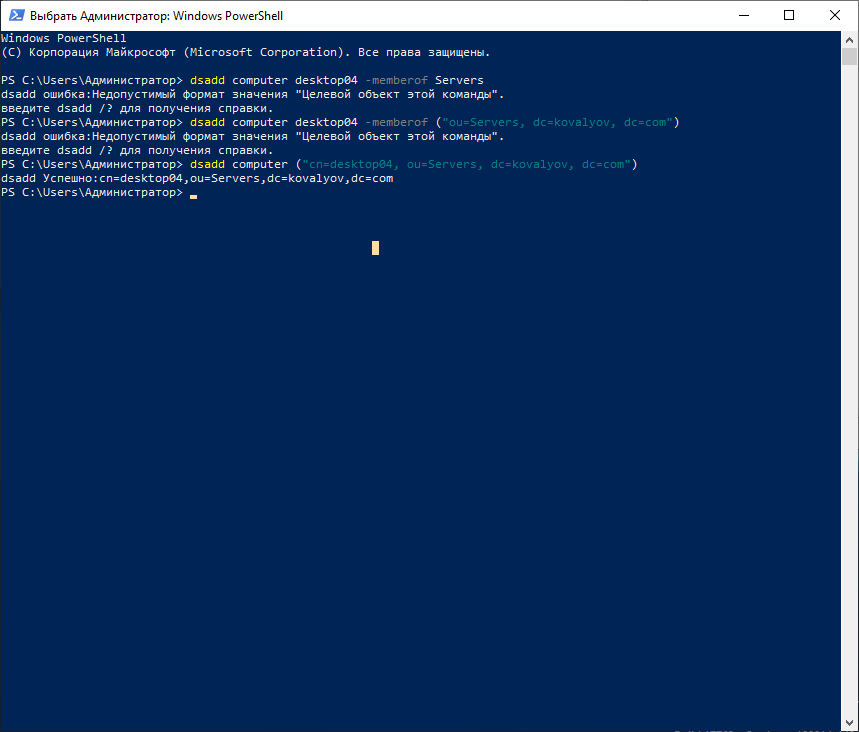 Выбрать Администратор: Windows PowerShell
Windows PowerShell
(C) Корпорация Майкрософт (Microsoft Corporation). Все права защищены.
PS C:\Users\Администратор> dsadd computer desktop04 -memberof Servers
dsadd ошибка:Недопустимый формат значения "Целевой объект этой команды".
введите dsadd /? для получения справки.
PS C:\Users\Администратор> dsadd computer desktop04 -memberof ("ou=Servers, dc=kovalyov, dc=com")
dsadd ошибка:Недопустимый формат значения "Целевой объект этой команды".
введите dsadd /? для получения справки.
PS C:\Users\Администратор> dsadd computer ("cn=desktop04, ou=Servers, dc=kovalyov, dc=com")
dsadd Успешно:cn=desktop04,ou=Servers,dc=kovalyov,dc=com
PS C:\Users\Администратор>